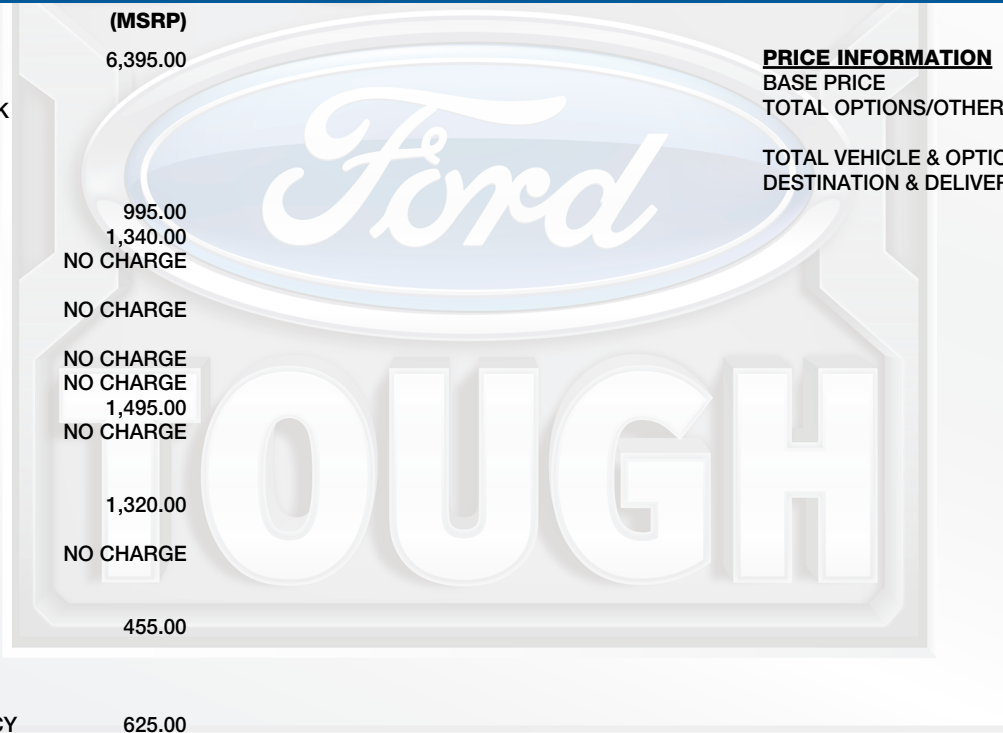 (MSRP)
6,395.00
PRICE INFORMATION
BASE PRICE
K
TOTAL OPTIONS/OTHER
TOTAL VEHICLE & OPTIO
DESTINATION & DELIVER
995.00
1,340.00
NO CHARGE
NO CHARGE
NO CHARGE
NO CHARGE
1,495.00
NO CHARGE
1,320.00
NO CHARGE
455.00
CY 625.00
Ford
TOUGH